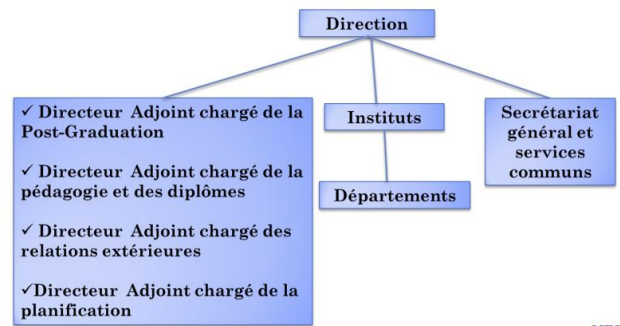 Direction
✓ Directeur Adjoint chargé de la
Post-Graduation
✓ Directeur Adjoint chargé de la
pédagogie et des diplômes
✓ Directeur Adjoint chargé des
relations extérieures
✓Directeur Adjoint chargé de la
planification
Instituts
Départements
Secrétariat
général et
services
communs